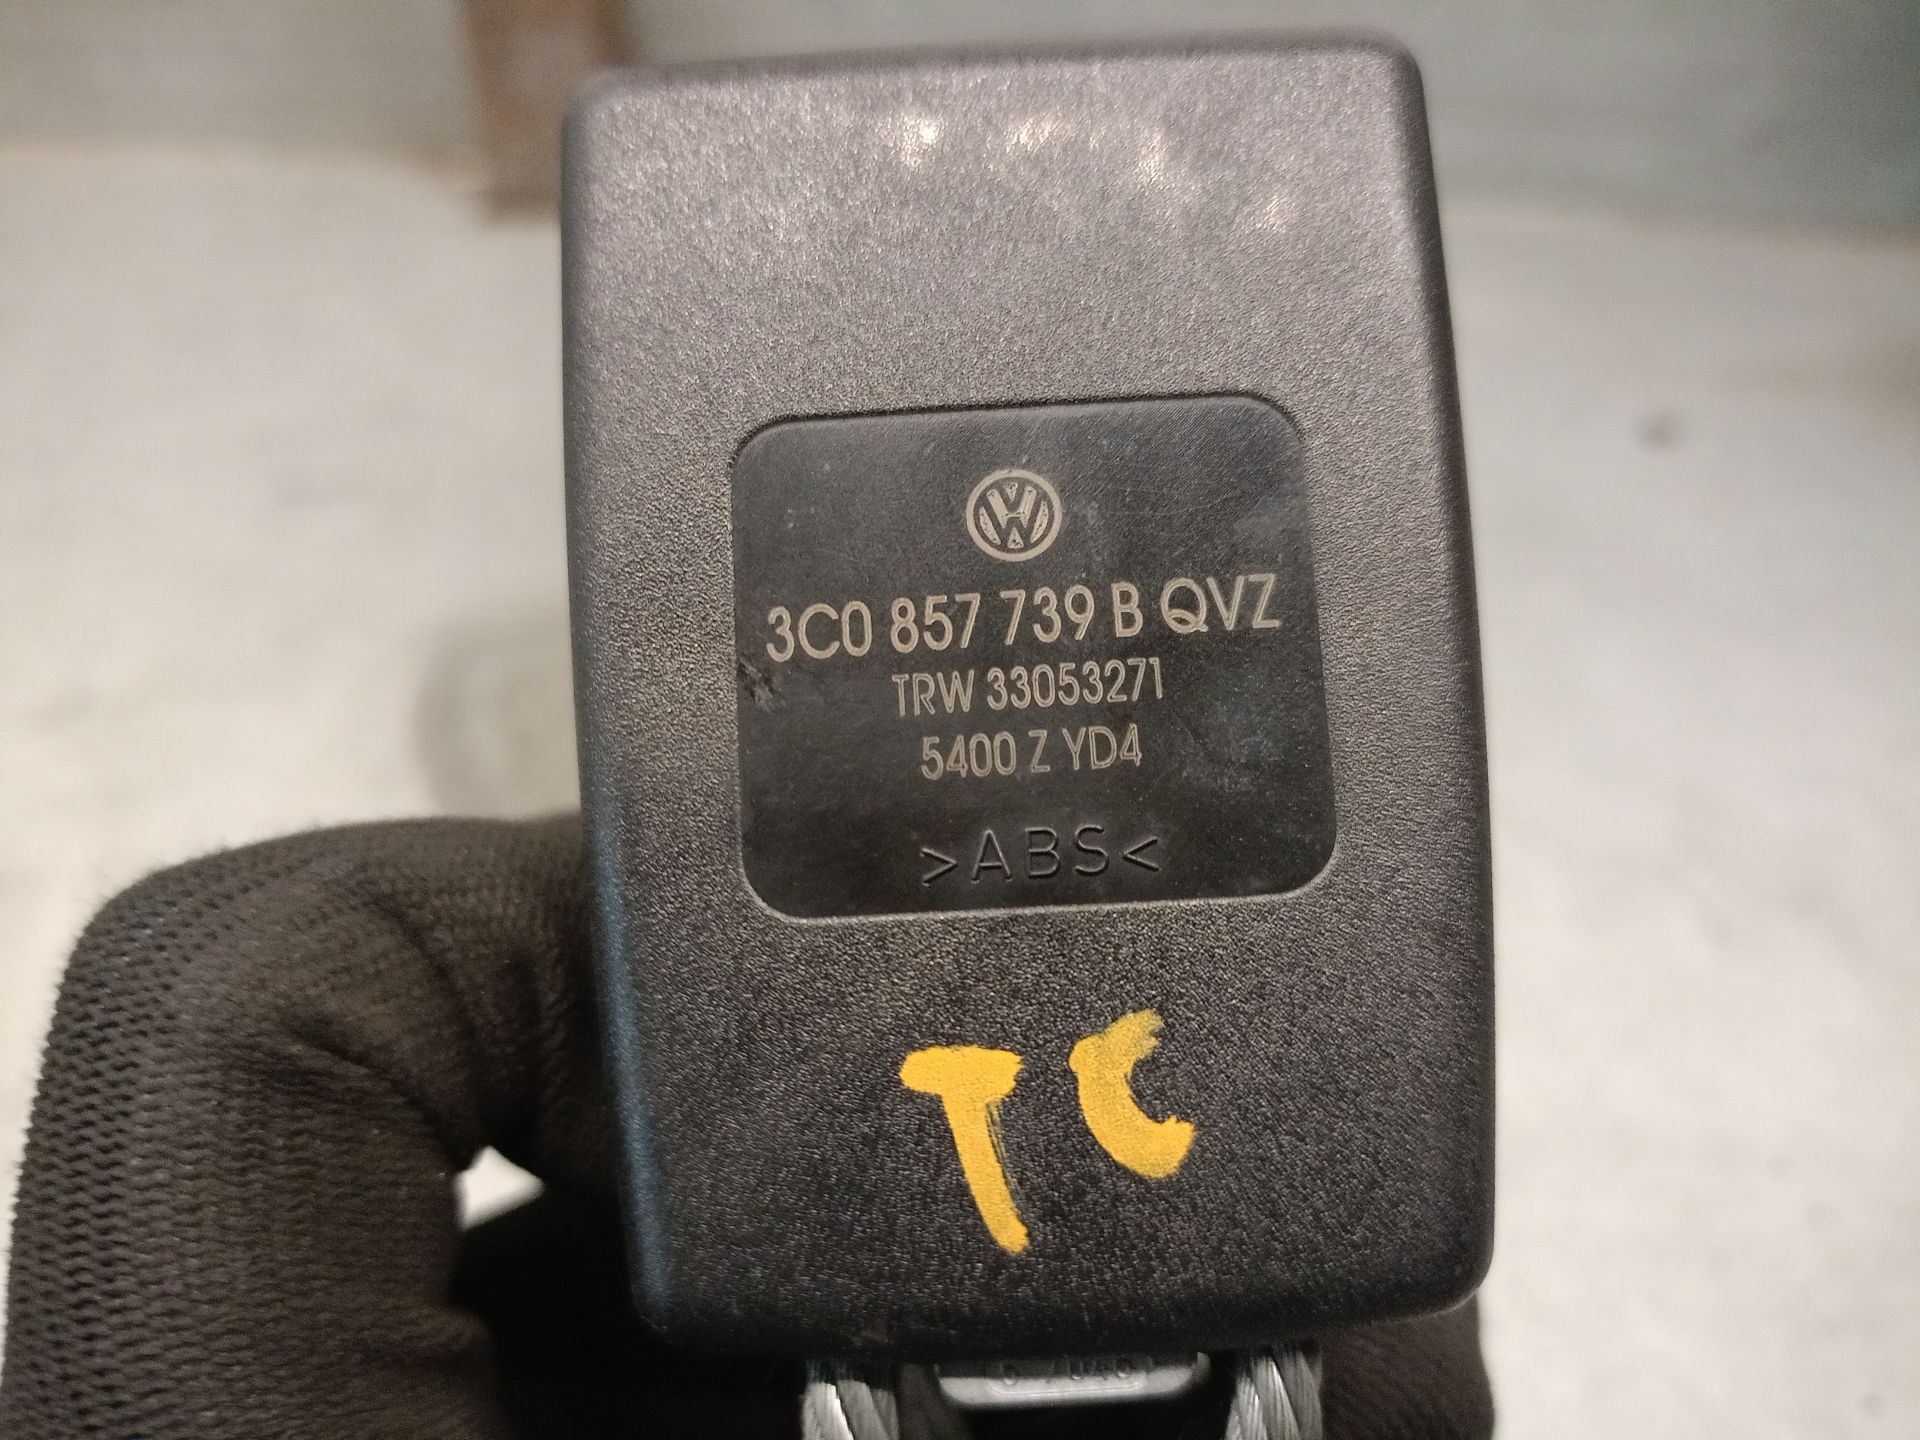 3C0 857 739 B QVZ
TRW 33053271
5400 Z YD4
>ABS<
TC